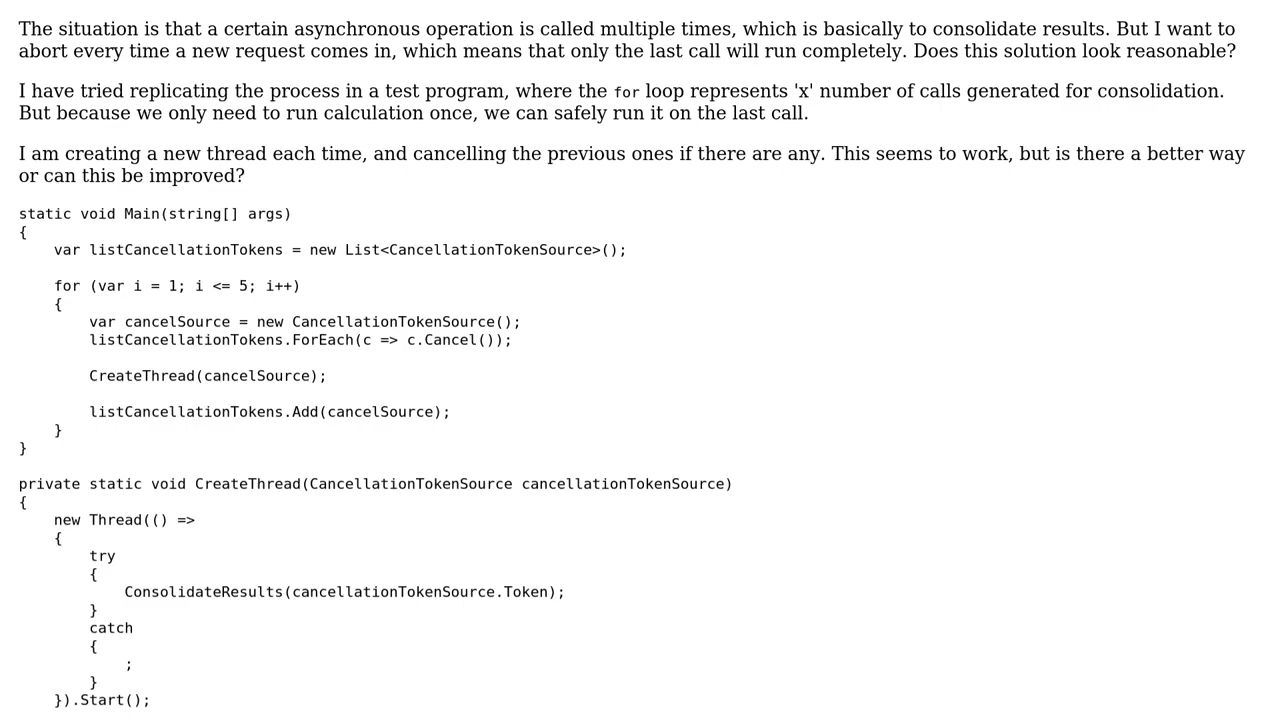 The situation is that a certain asynchronous operation is called multiple times, which is basically to consolidate results. But I want to
abort every time a new request comes in, which means that only the last call will run completely. Does this solution look reasonable?
I have tried replicating the process in a test program, where the for loop represents 'x' number of calls generated for consolidation.
But because we only need to run calculation once, we can safely run it on the last call.
I am creating a new thread each time, and cancelling the previous ones if there are any. This seems to work, but is there a better way
or can this be improved?
static void Main(string[] args)
{
    var listCancellationTokens = new List<CancellationTokenSource>();
    for (var i = 1; i <= 5; i++)
    {
        var cancelSource = new CancellationTokenSource();
        listCancellationTokens.ForEach(c => c.Cancel());
        CreateThread(cancelSource);
        listCancellationTokens.Add(cancelSource);
    }
}
private static void CreateThread(CancellationTokenSource cancellationTokenSource)
{
    new Thread(() =>
    {
        try
        {
            ConsolidateResults(cancellationTokenSource.Token);
        }
        catch
        {
            ;
        }
    }).Start();